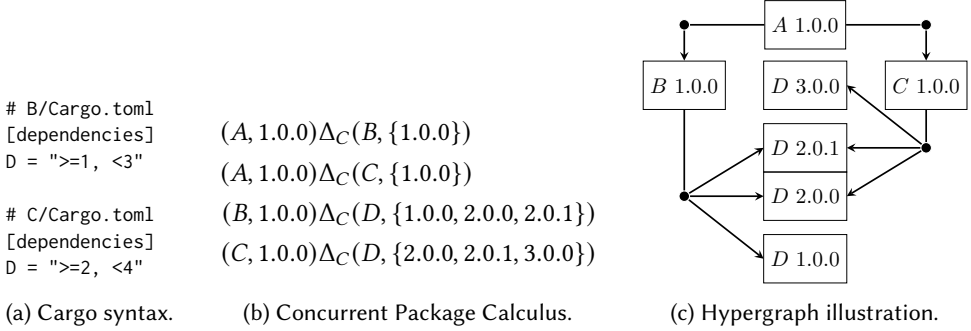 # B/Cargo.toml
[dependencies]
D = ">=1, <3"
# C/Cargo.toml
[dependencies]
D = ">=2, <4"
(a) Cargo syntax.
(A, 1.0.0)Δ_C(B, {1.0.0})
(A, 1.0.0)Δ_C(C, {1.0.0})
(B, 1.0.0)Δ_C(D, {1.0.0, 2.0.0, 2.0.1})
(C, 1.0.0)Δ_C(D, {2.0.0, 2.0.1, 3.0.0})
(b) Concurrent Package Calculus.
A 1.0.0
B 1.0.0
D 3.0.0
C 1.0.0
D 2.0.1
D 2.0.0
D 1.0.0
(c) Hypergraph illustration.